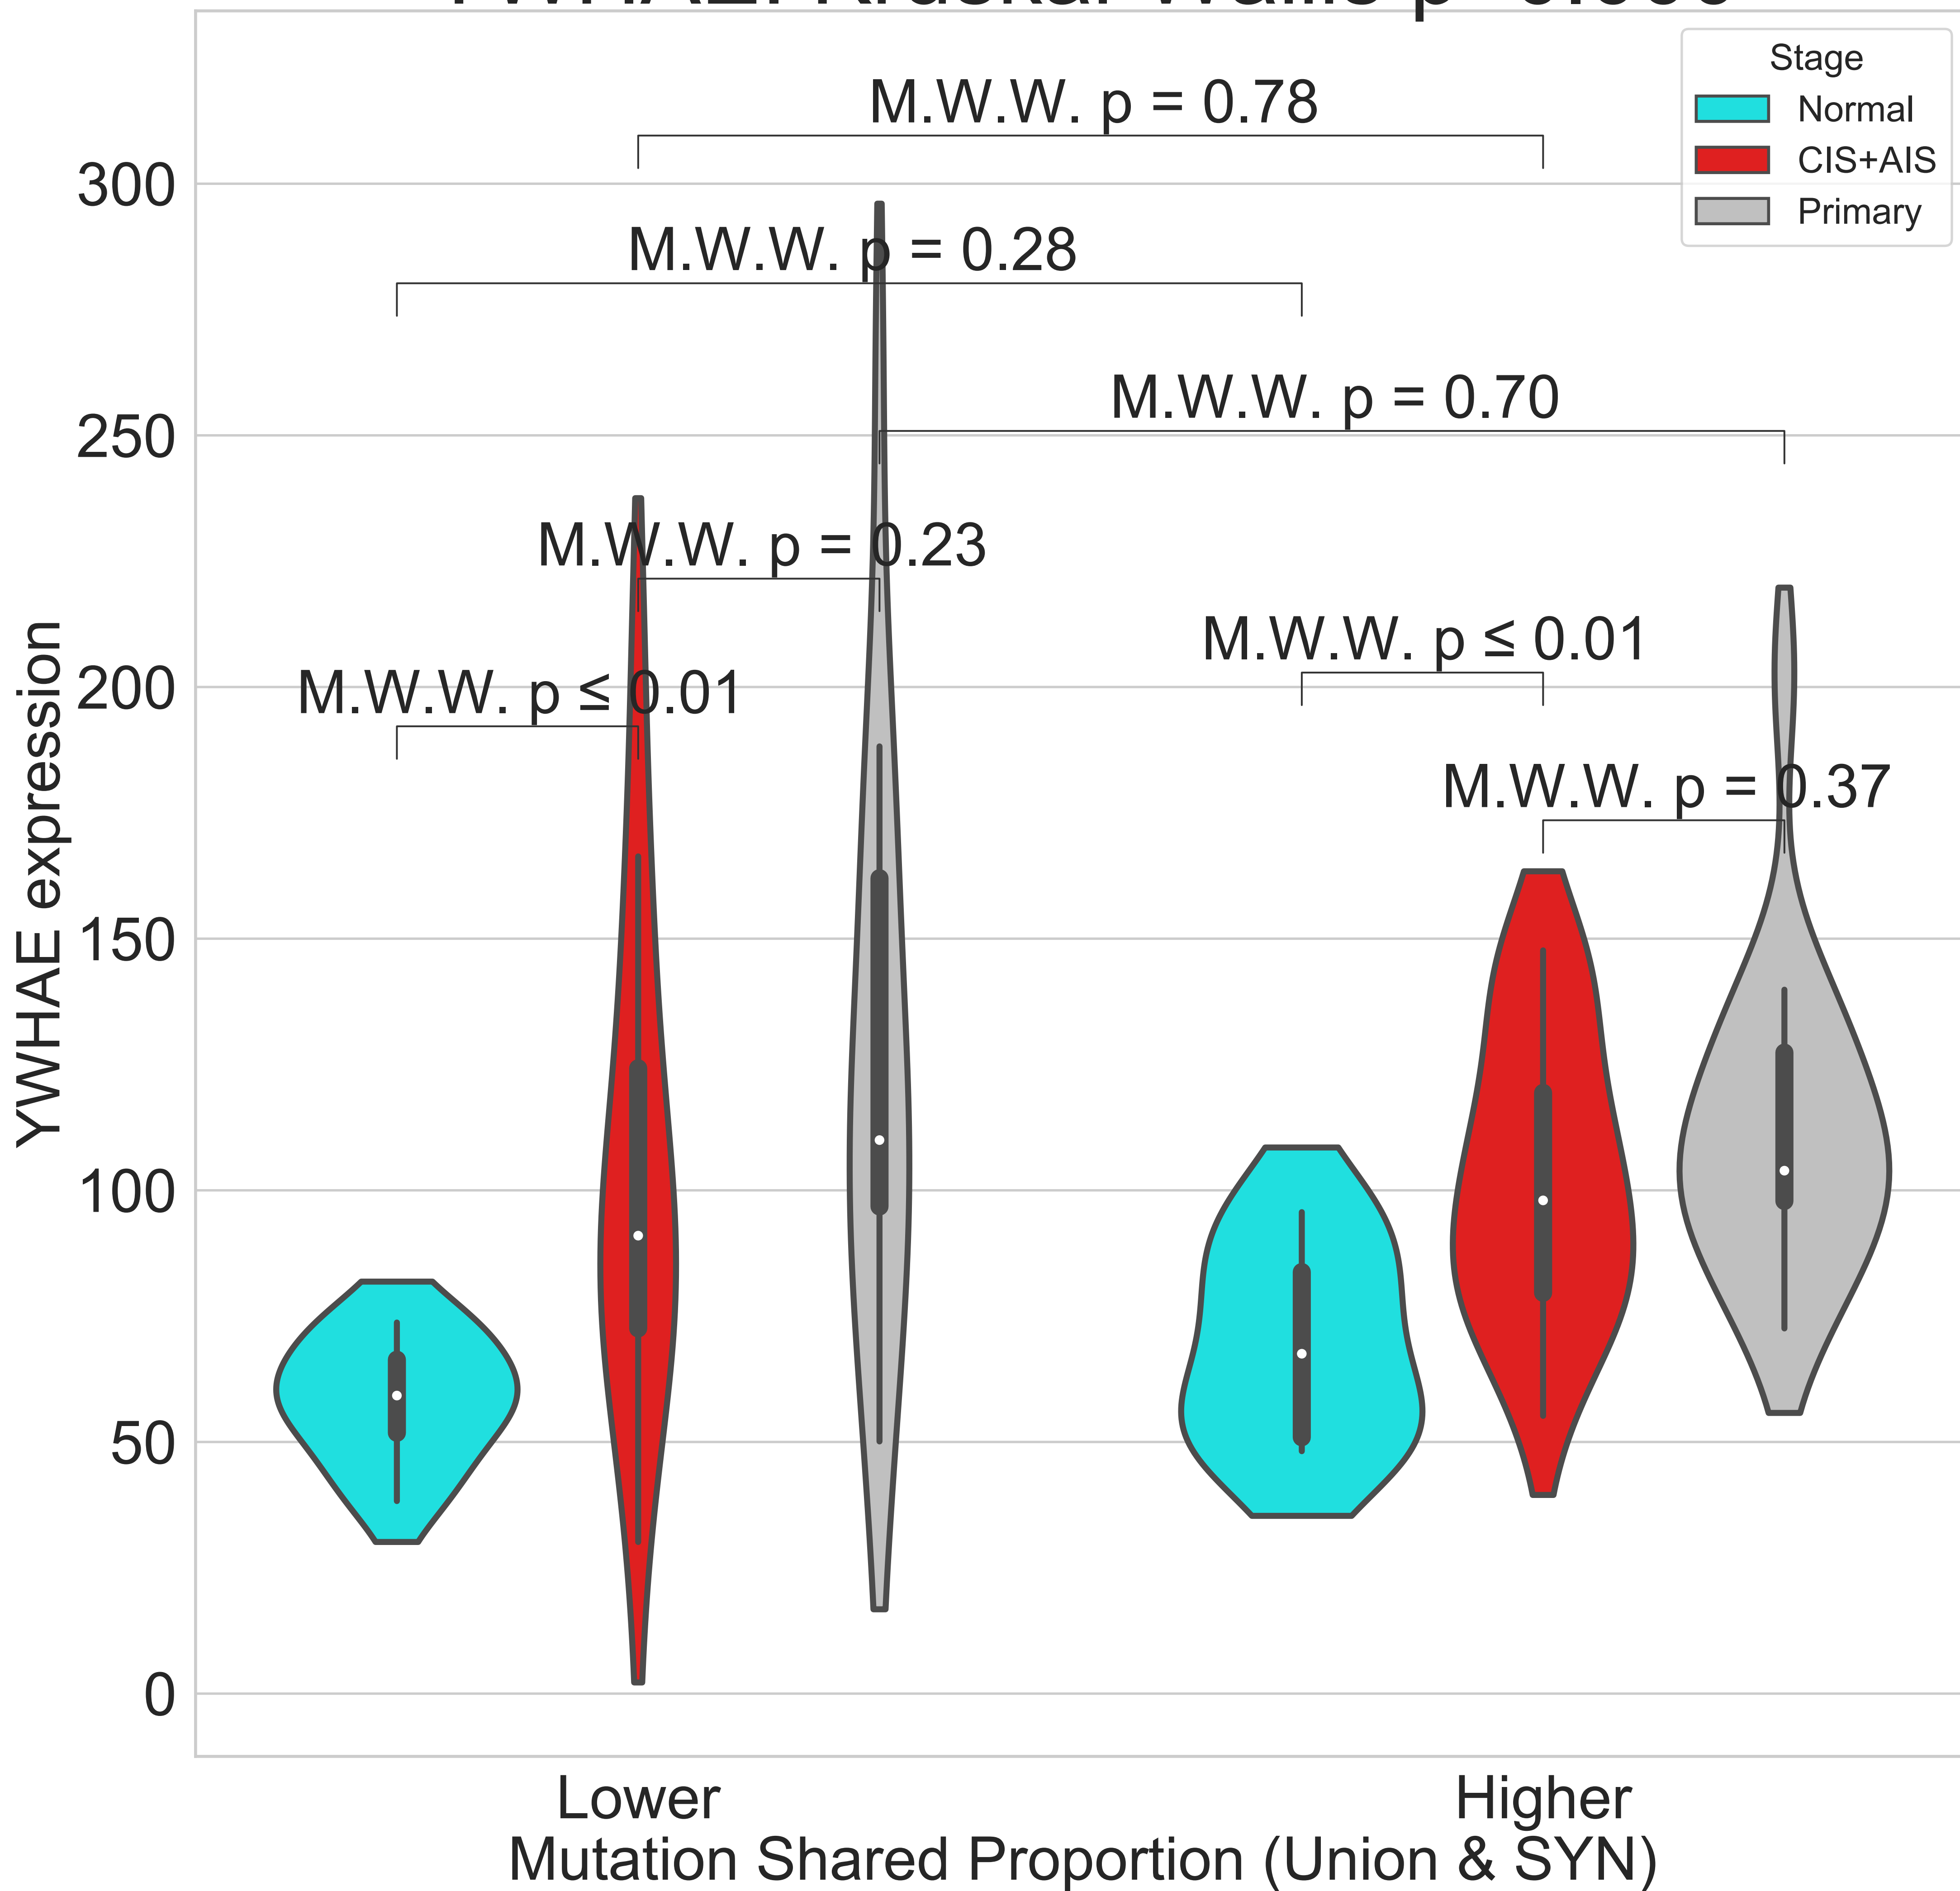 Stage
Normal
CIS+AIS
Primary
M.W.W. p = 0.78
M.W.W. p = 0.28
M.W.W. p = 0.70
M.W.W. p = 0.23
M.W.W. p ≤ 0.01
M.W.W. p ≤ 0.01
M.W.W. p = 0.37
300
250
200
150
100
50
0
YWHAE expression
Lower
Higher
Mutation Shared Proportion (Union & SYN)